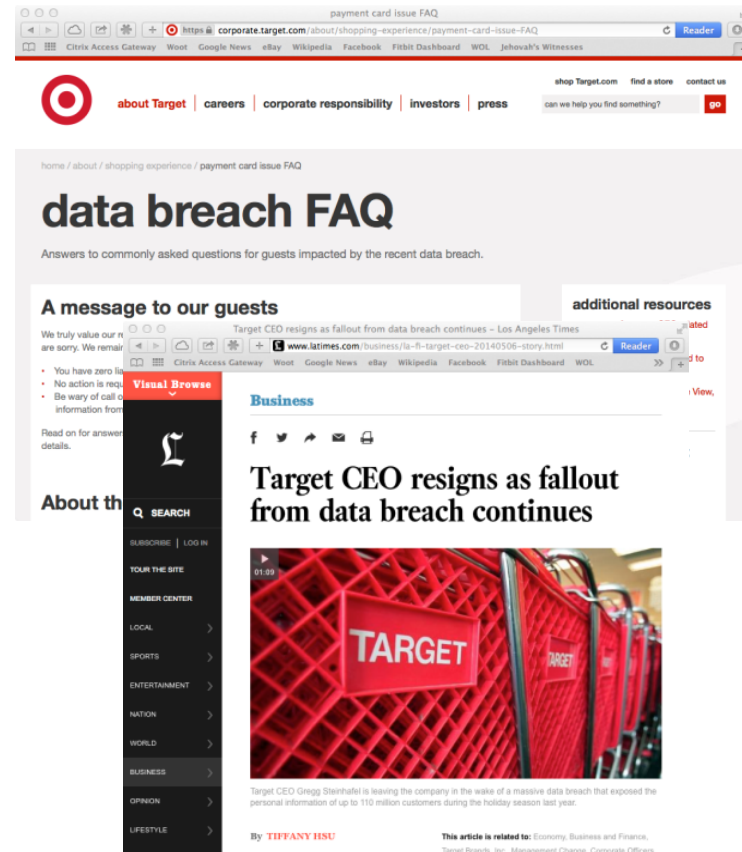 payment card issue FAQ
https corporate.target.com/about/shopping-experience/payment-card-issue-FAQ
Reader
Citrix Access Gateway Woot Google News eBay Wikipedia Facebook Fitbit Dashboard WOL Jehovah's Witnesses
shop Target.com find a store contact us
about Target careers corporate responsibility investors press
can we help you find something?
go
home / about / shopping experience / payment card issue FAQ
data breach FAQ
Answers to commonly asked questions for guests impacted by the recent data breach.
A message to our guests
We truly value our
are sorry. We remain
• You have zero
• No action is
• Be wary of call
information from
Read on for
details.
About
additional resources
View,
Target CEO resigns as fallout from data breach continues – Los Angeles Times
www.latimes.com/business/la-fi-target-ceo-20140506-story.html
Reader
Citrix Access Gateway Woot Google News eBay Wikipedia Facebook Fitbit Dashboard WOL
Visual Browse
SEARCH
SUBSCRIBE | LOG IN
TOUR THE SITE
MEMBER CENTER
LOCAL
SPORTS
ENTERTAINMENT
NATION
WORLD
BUSINESS
OPINION
LIFESTYLE
Business
Target CEO resigns as fallout
from data breach continues
01:09
TARGET
TARGET
Target CEO Gregg Steinhafel is leaving the company in the wake of a massive data breach that exposed the
personal information of up to 110 million customers during the holiday season last year.
By TIFFANY HSU
This article is related to: Economy, Business and Finance,
Target Brands, Inc., Management Change, Corporate Officers